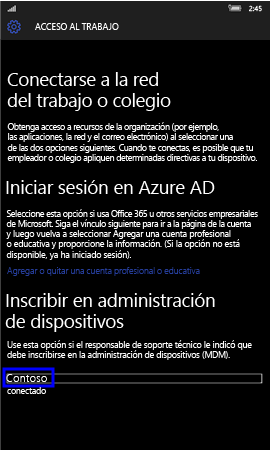 2:45
ACCESO AL TRABAJO
Conectarse a la red
del trabajo o colegio
Obtenga acceso a recursos de la organización (por ejemplo,
las aplicaciones, la red y el correo electrónico) al seleccionar una
de las dos opciones siguientes. Cuando te conectas, es posible que tu
empleador o colegio apliquen determinadas directivas a tu dispositivo.
Iniciar sesión en Azure AD
Seleccione esta opción si usa Office 365 u otros servicios empresariales
de Microsoft. Siga el vínculo siguiente para ir a la página de la cuenta
y luego vuelva a seleccionar Agregar una cuenta profesional
o educativa y proporcione la información. (Si la opción no está
disponible, ya ha iniciado sesión).
Agregar o quitar una cuenta profesional o educativa
Inscribir en administración
de dispositivos
Use esta opción si el responsable de soporte técnico le indicó que
debe inscribirse en la administración de dispositivos (MDM).
Contoso
conectado